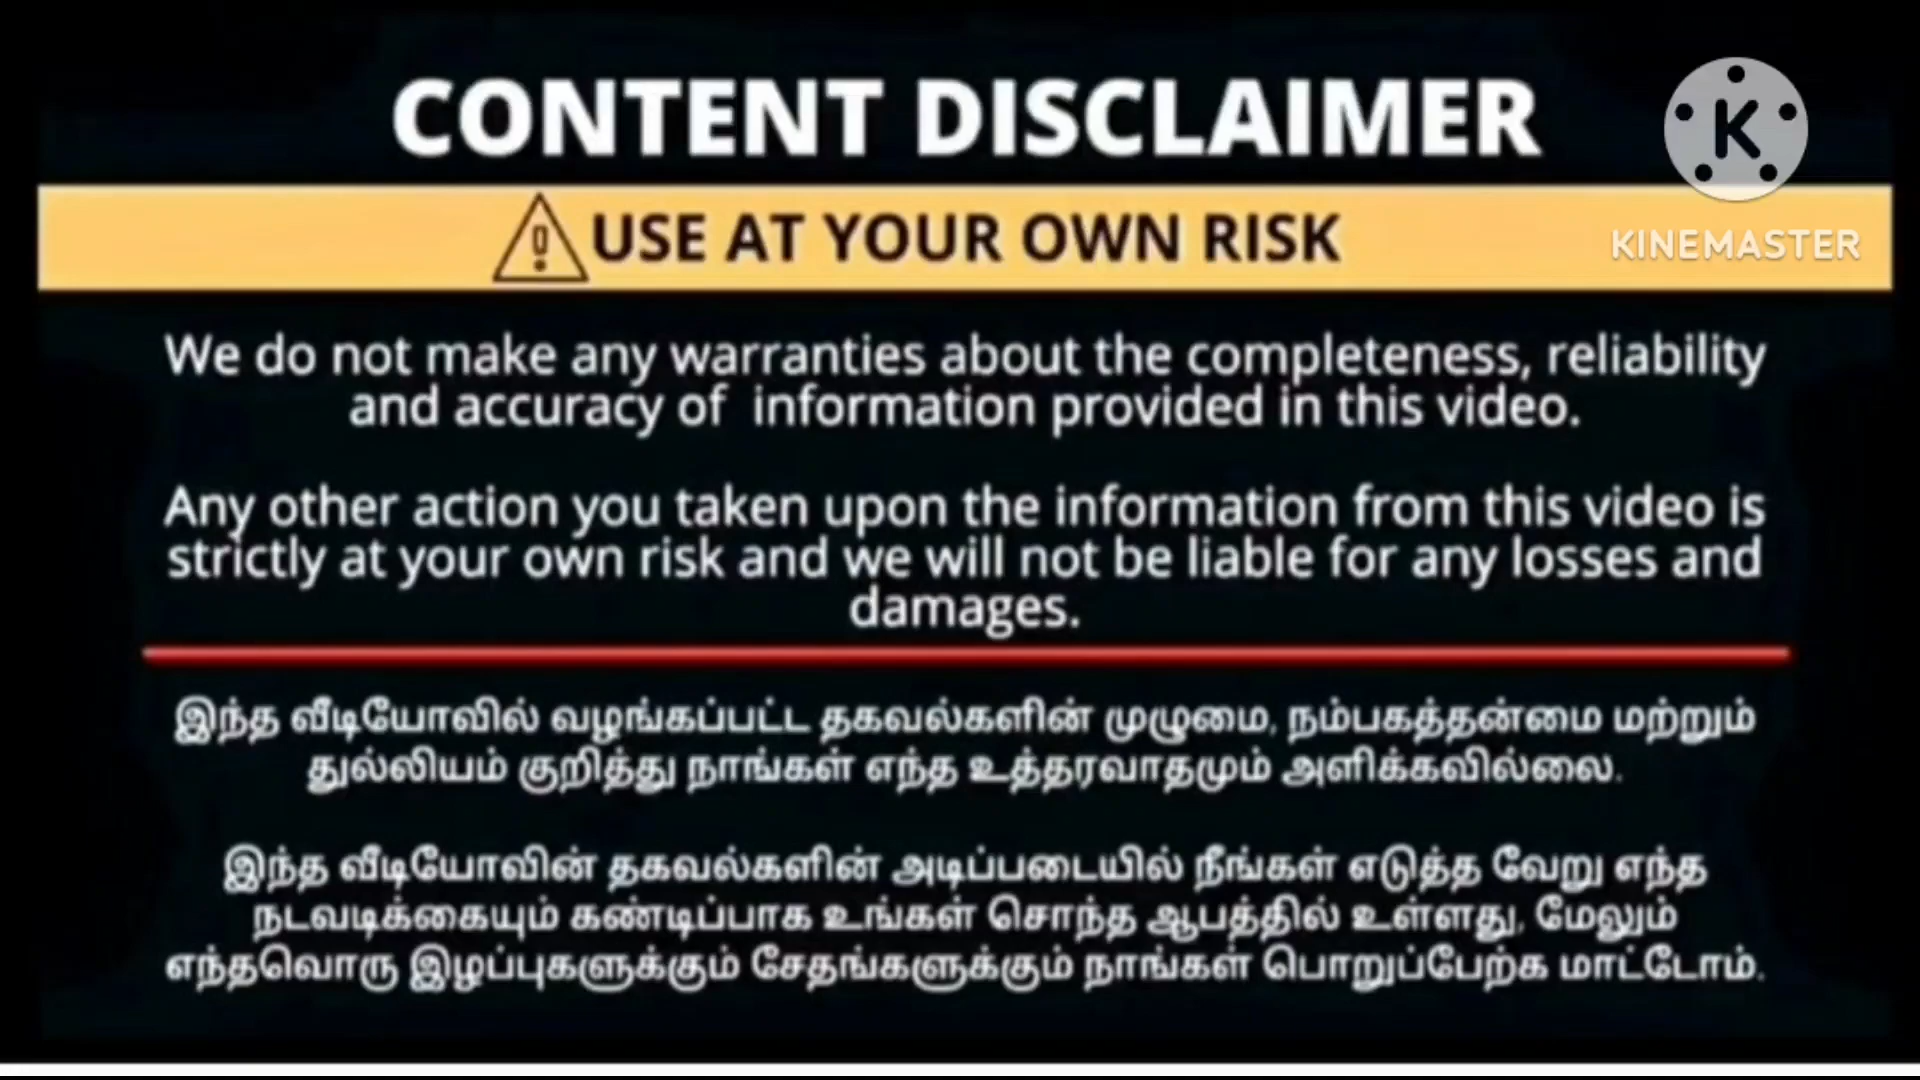 CONTENT DISCLAIMER
USE AT YOUR OWN RISK
K
KINEMASTER
We do not make any warranties about the completeness, reliability
and accuracy of information provided in this video.
Any other action you taken upon the information from this video is
strictly at your own risk and we will not be liable for any losses and
damages.
இந்த வீடியோவில் வழங்கப்பட்ட தகவல்களின் முழுமை, நம்பகத்தன்மை மற்றும்
துல்லியம் குறித்து நாங்கள் எந்த உத்தரவாதமும் அளிக்கவில்லை.
இந்த வீடியோவின் தகவல்களின் அடிப்படையில் நீங்கள் எடுத்த வேறு எந்த
நடவடிக்கையும் கண்டிப்பாக உங்கள் சொந்த ஆபத்தில் உள்ளது, மேலும்
எந்தவொரு இழப்புகளுக்கும் சேதங்களுக்கும் நாங்கள் பொறுப்பேற்க மாட்டோம்.